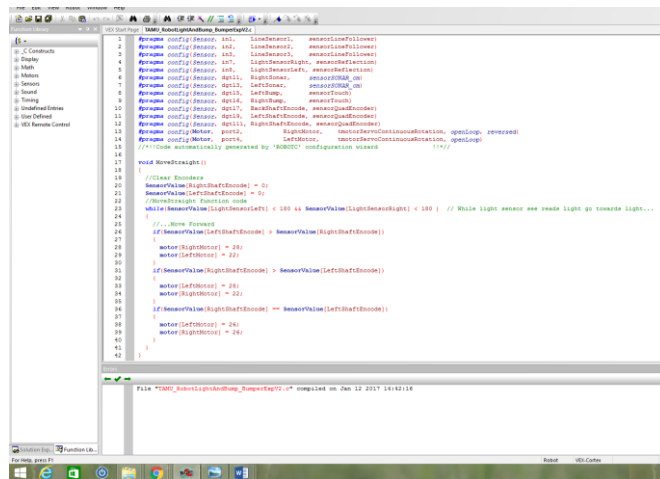 File Edit View Robot Window Help
Function Library
VEX Start Page TAMU_RobotLightAndBump_BumperExpV2.c
_C Constructs
Display
Math
Motors
Sensors
Sound
Timing
Undefined Entries
User Defined
VEX Remote Control
1 #pragma config(Sensor, in1, LineSensor1, sensorLineFollower)
2 #pragma config(Sensor, in2, LineSensor2, sensorLineFollower)
3 #pragma config(Sensor, in3, LineSensor3, sensorLineFollower)
4 #pragma config(Sensor, in7, LightSensorRight, sensorReflection)
5 #pragma config(Sensor, in8, LightSensorLeft, sensorReflection)
6 #pragma config(Sensor, dgtl1, RightSonar, sensorSONAR_cm)
7 #pragma config(Sensor, dgtl3, LeftSonar, sensorSONAR_cm)
8 #pragma config(Sensor, dgtl5, LeftBump, sensorTouch)
9 #pragma config(Sensor, dgtl6, RightBump, sensorTouch)
10 #pragma config(Sensor, dgtl7, BackShaftEncode, sensorQuadEncoder)
11 #pragma config(Sensor, dgtl9, LeftShaftEncode, sensorQuadEncoder)
12 #pragma config(Sensor, dgtl11, RightShaftEncode, sensorQuadEncoder)
13 #pragma config(Motor, port2, RightMotor, tmotorServoContinuousRotation, openLoop, reversed)
14 #pragma config(Motor, port4, LeftMotor, tmotorServoContinuousRotation, openLoop)
15 //*!!Code automatically generated by 'ROBOTC' configuration wizard !!*//
16
17 void MoveStraight()
18 {
19 //Clear Encoders
20 SensorValue[RightShaftEncode] = 0;
21 SensorValue[LeftShaftEncode] = 0;
22 //MoveStraight function code
23 while(SensorValue[LightSensorLeft] < 180 && SensorValue[LightSensorRight] < 180 ) // While light sensor see reads light go towards light...
24 {
25 //...Move Forward
26 if(SensorValue[LeftShaftEncode] > SensorValue[RightShaftEncode])
27 {
28 motor[RightMotor] = 28;
29 motor[LeftMotor] = 22;
30 }
31 if(SensorValue[RightShaftEncode] > SensorValue[LeftShaftEncode])
32 {
33 motor[LeftMotor] = 28;
34 motor[RightMotor] = 22;
35 }
36 if(SensorValue[RightShaftEncode] == SensorValue[LeftShaftEncode])
37 {
38 motor[LeftMotor] = 26;
39 motor[RightMotor] = 26;
40 }
41 }
42 }
Errors
File "TAMU_RobotLightAndBump_BumperExpV2.c" compiled on Jan 12 2017 16:42:16
Solution Exp... Function Lib...
For Help, press F1 Robot VEX-Cortex